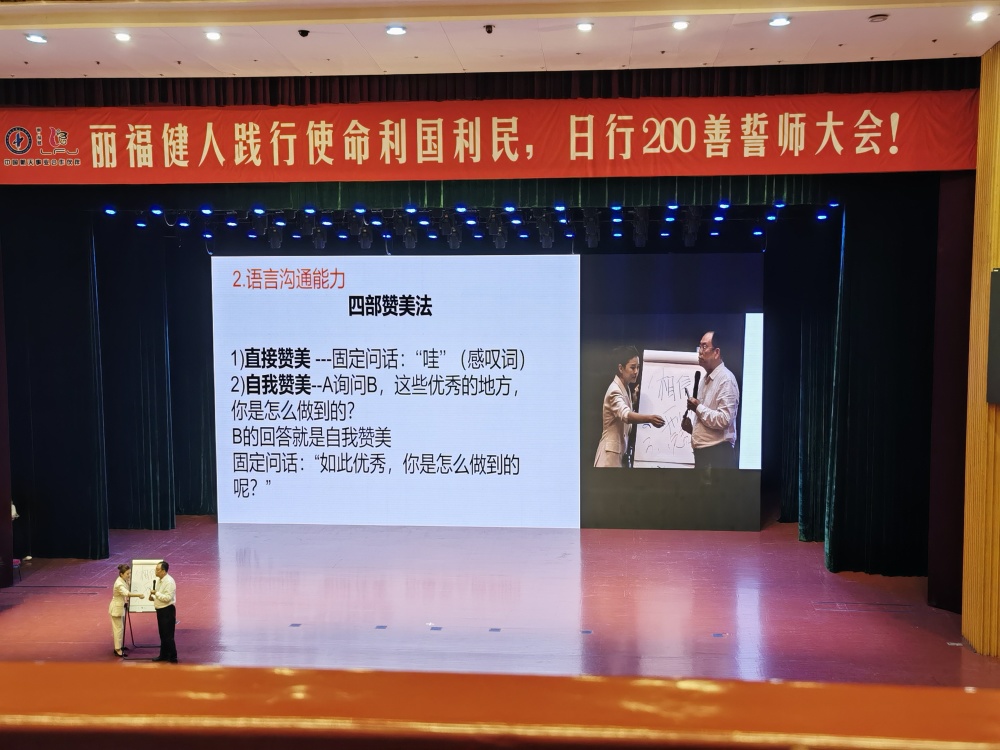 丽福健人践行使命利国利民，日行200善誓师大会！
2.语言沟通能力
四部赞美法
1)直接赞美 ---固定问话：“哇”（感叹词）
2)自我赞美--A询问B，这些优秀的地方，
你是怎么做到的？
B的回答就是自我赞美
固定问话：“如此优秀，你是怎么做到的
呢？”
相信